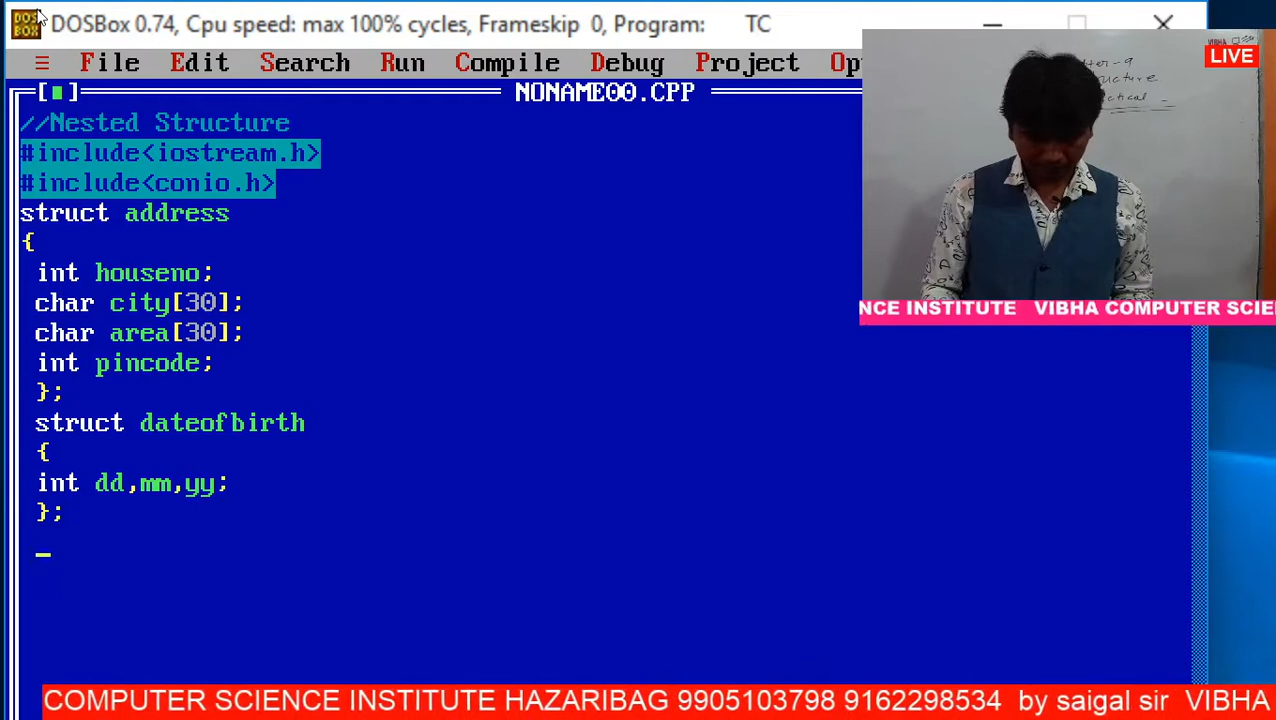 DOSBox 0.74, Cpu speed: max 100% cycles, Frameskip 0, Program: TC
DOS
BOX
≡ File Edit Search Run Compile Debug Project
[■] NONAME00.CPP
//Nested Structure
#include<iostream.h>
#include<conio.h>
struct address
{
int houseno;
char city[30];
char area[30];
int pincode;
};
struct dateofbirth
{
int dd,mm,yy;
};
LIVE
VIBHA
NCE INSTITUTE VIBHA COMPUTER SCIE
COMPUTER SCIENCE INSTITUTE HAZARIBAG 9905103798 9162298534 by saigal sir VIBHA